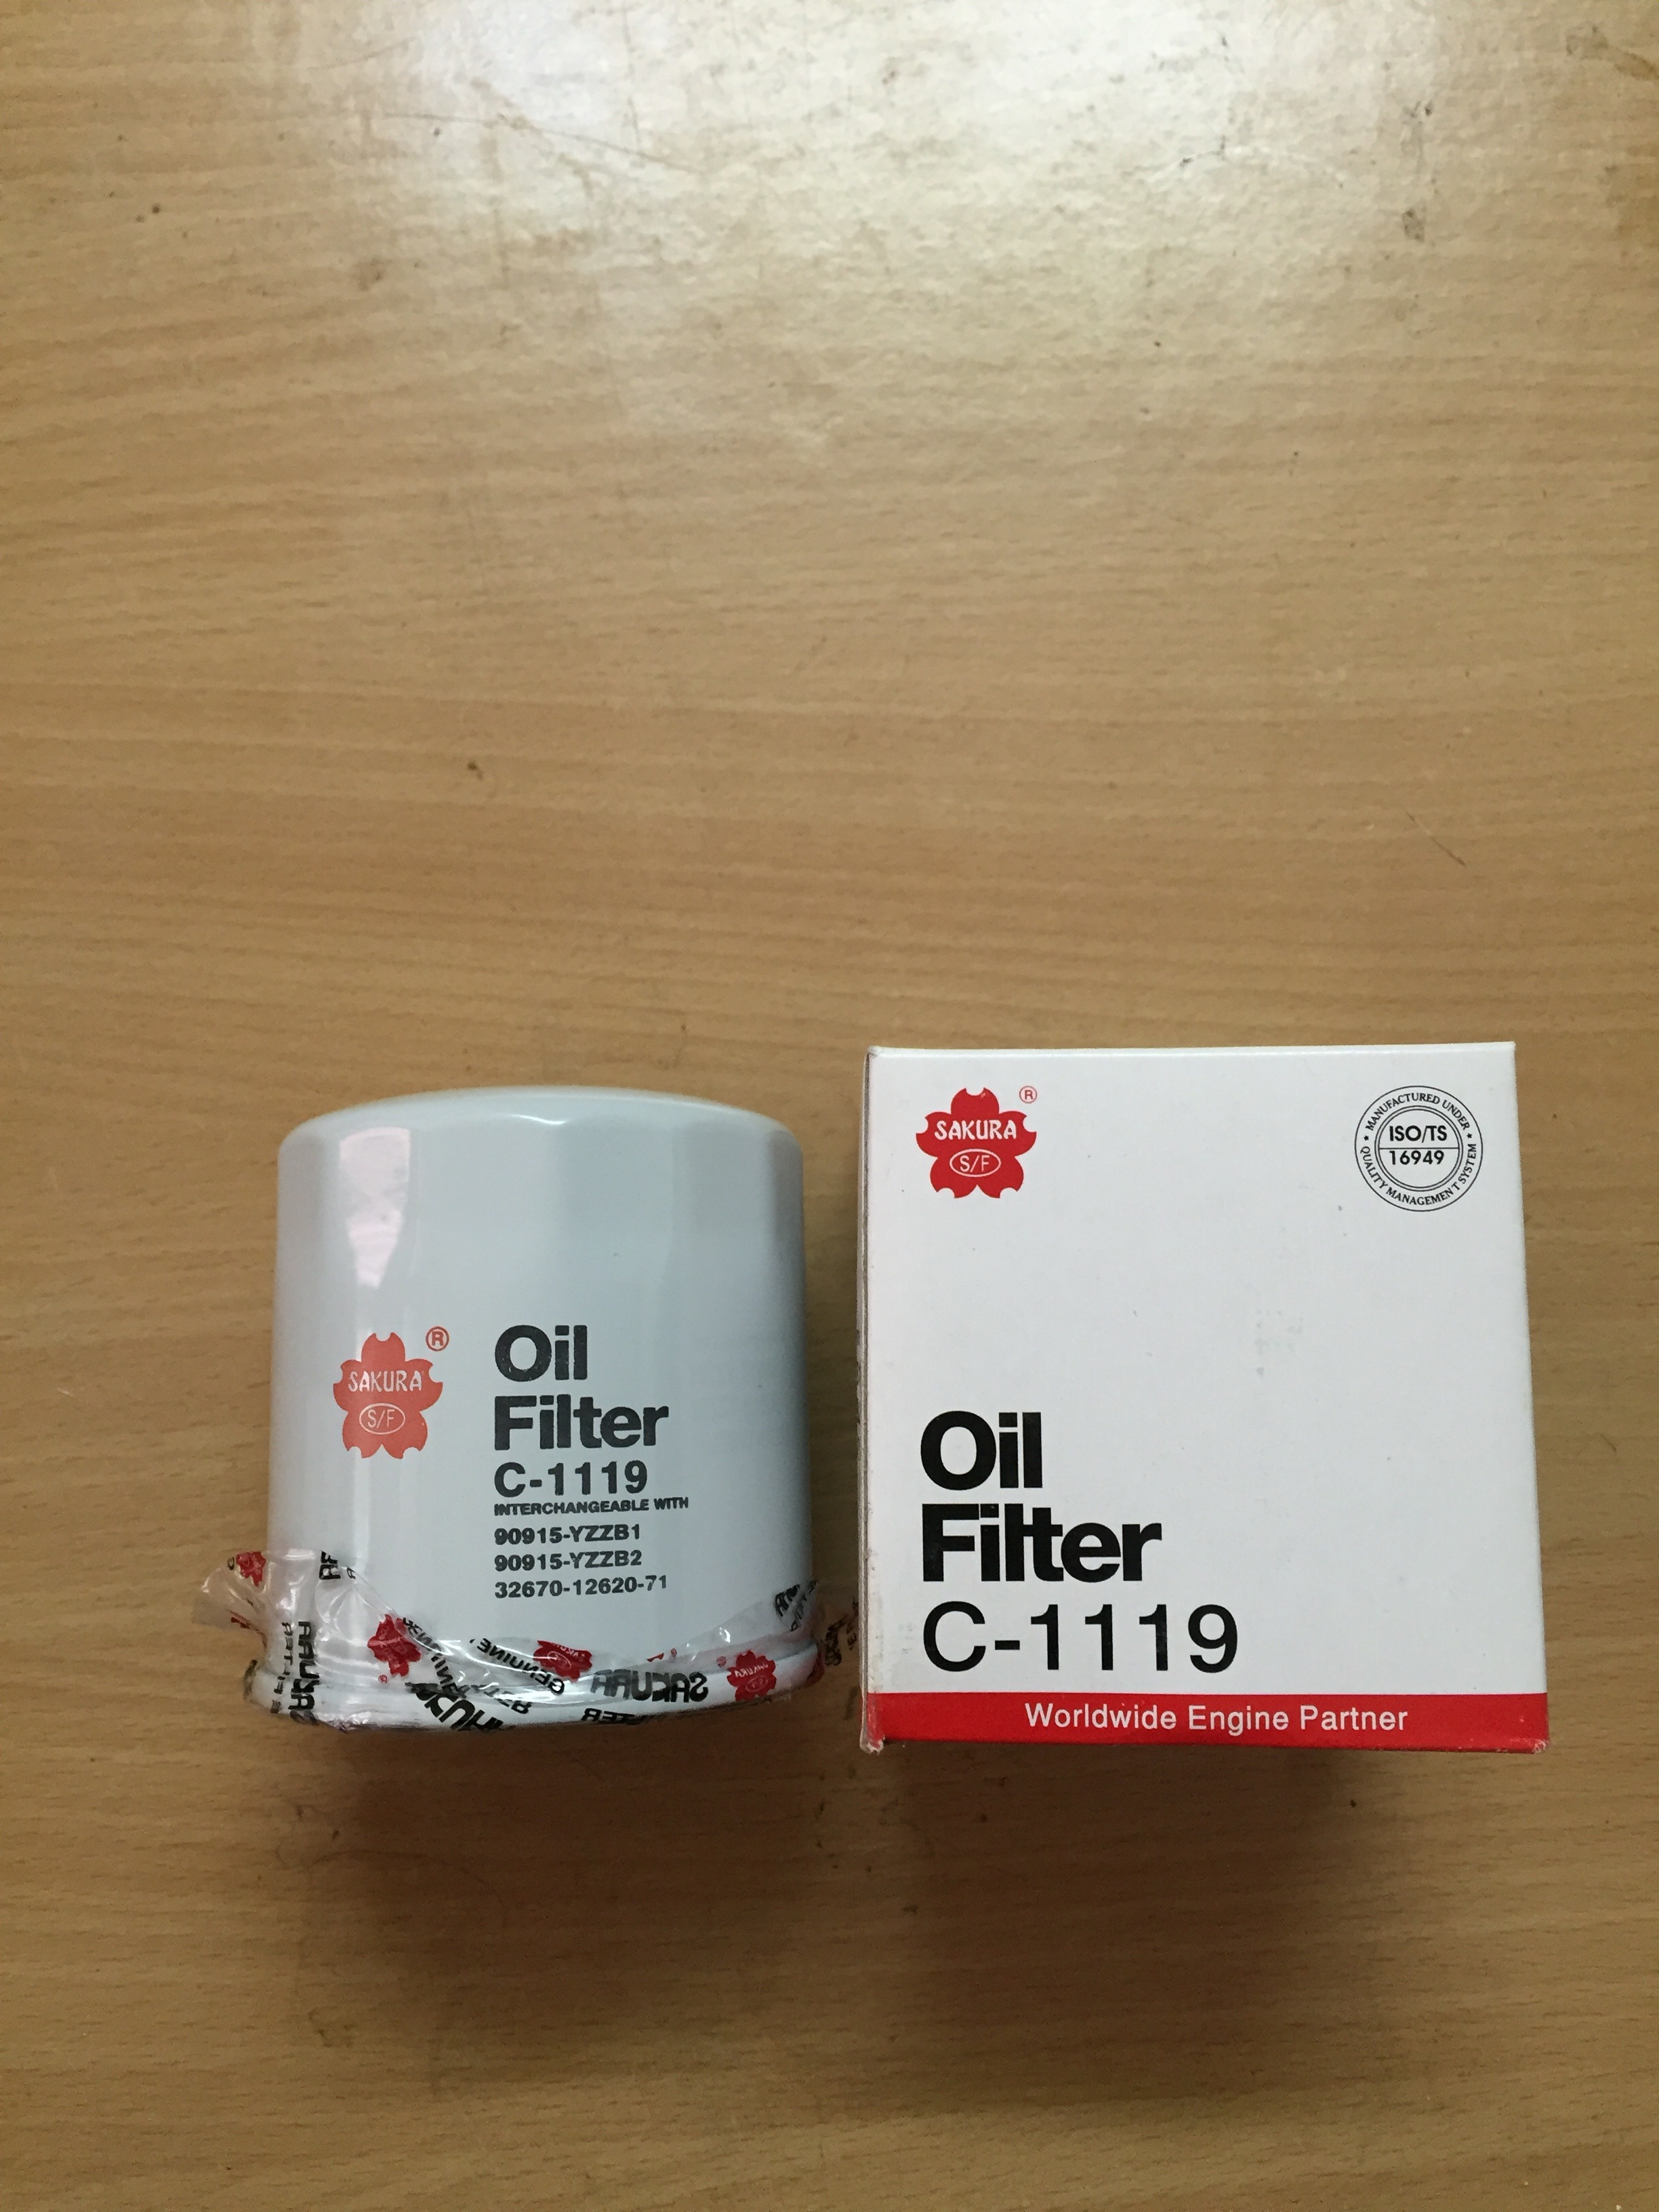 SAKURA
S/F
®
Oil
Filter
C-1119
INTERCHANGEABLE WITH
90915-YZZB1
90915-YZZB2
32670-12620-71
GENUINE
SAKURA
SAKURA
S/F
®
MANUFACTURED UNDER
ISO/TS
16949
QUALITY MANAGEMENT SYSTEM
Oil
Filter
C-1119
Worldwide Engine Partner